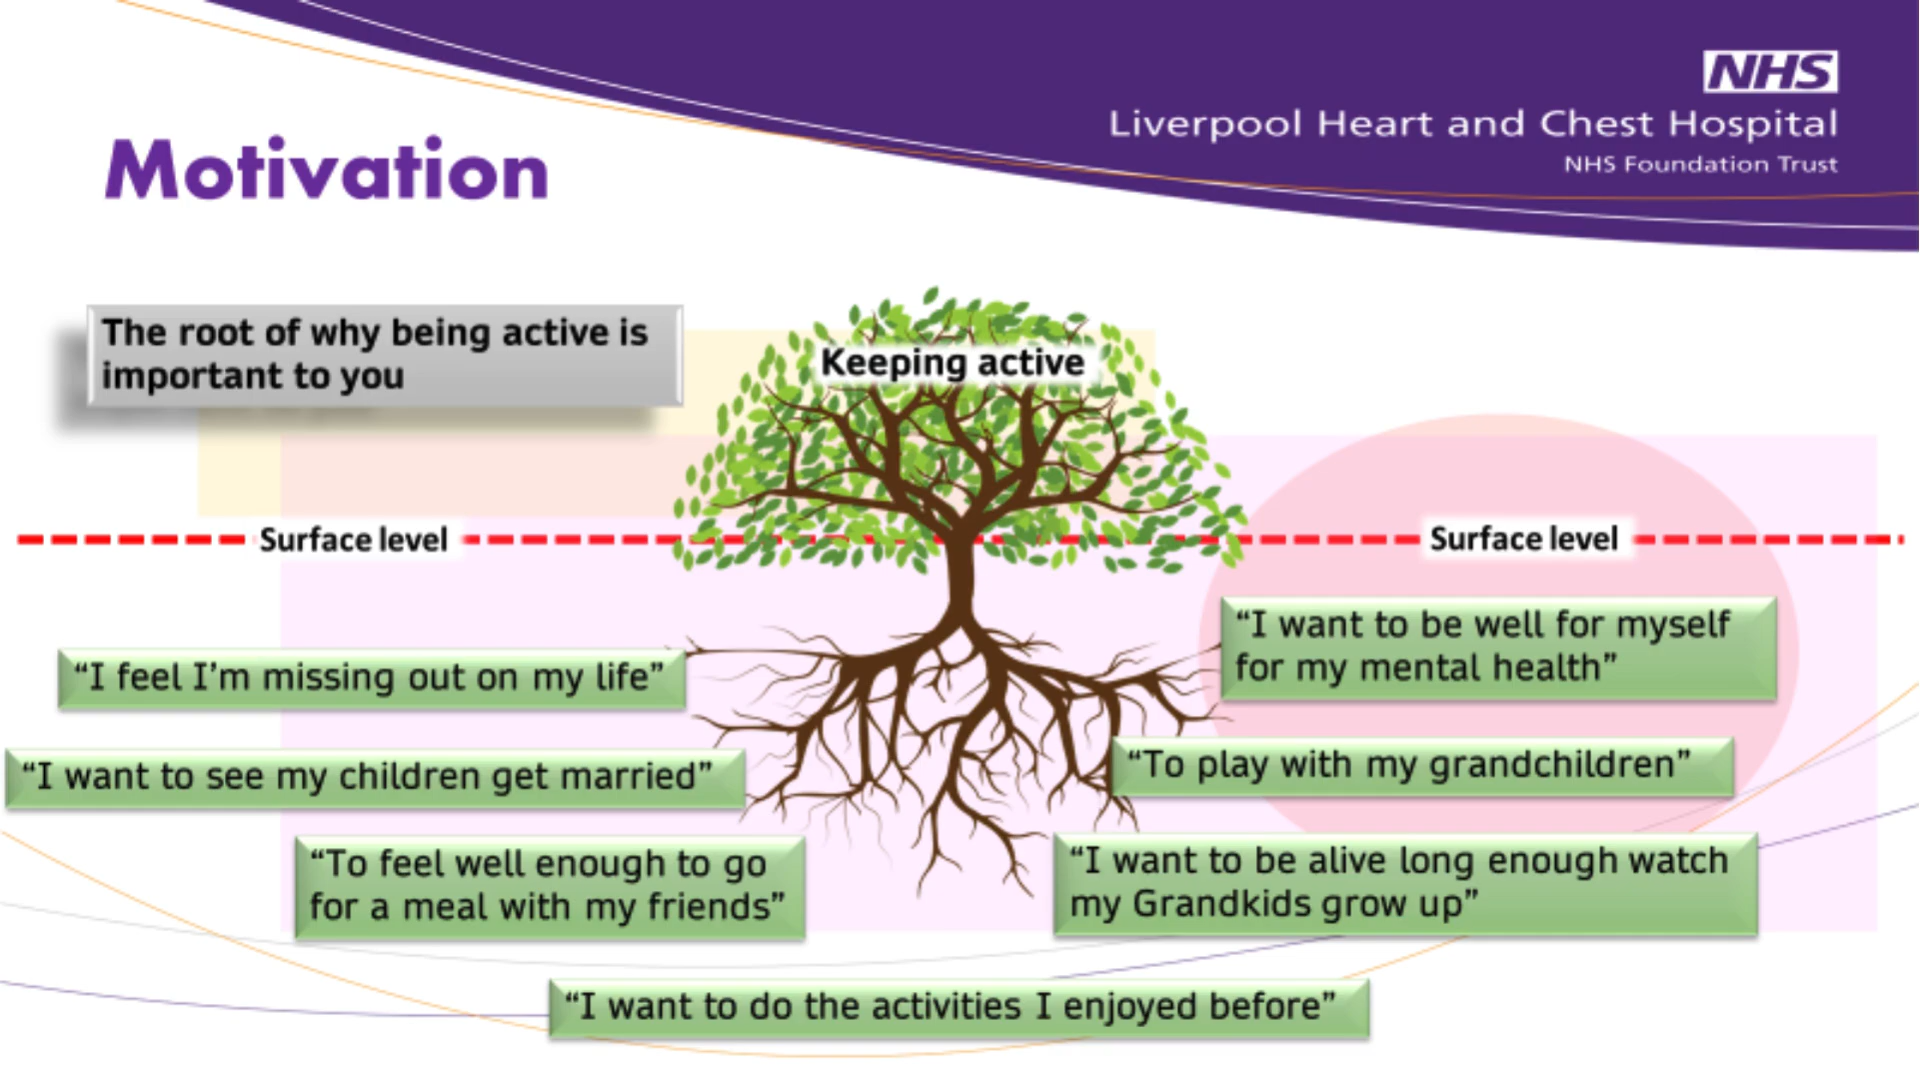 NHS
Liverpool Heart and Chest Hospital
NHS Foundation Trust
Motivation
The root of why being active is
important to you
Keeping active
Surface level
Surface level
“I feel I’m missing out on my life”
“I want to see my children get married”
“To feel well enough to go
for a meal with my friends”
“I want to be well for myself
for my mental health”
“To play with my grandchildren”
“I want to be alive long enough watch
my Grandkids grow up”
“I want to do the activities I enjoyed before”